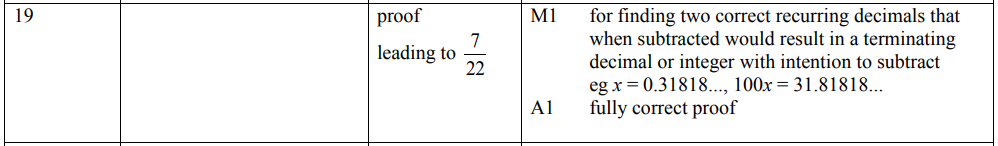 19 proof M1 for finding two correct recurring decimals that
leading to 7/22 when subtracted would result in a terminating
decimal or integer with intention to subtract
eg x = 0.31818..., 100x = 31.81818...
A1 fully correct proof